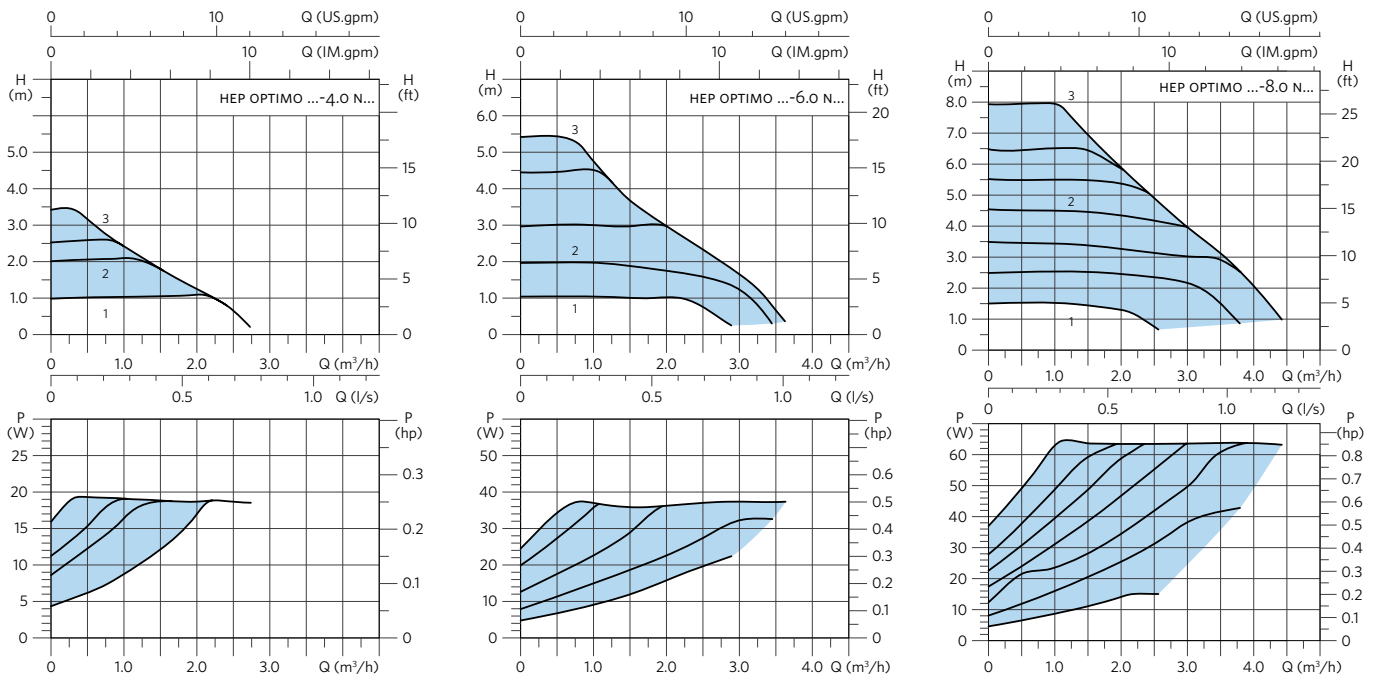 0 10 Q (US.gpm)
0 10 Q (IM.gpm)
H (m) H (ft)
HEP OPTIMO ...-4.0 N...
5.0 4.0 3.0 2.0 1.0 0
15 10 5 0
3
2
1
0 1.0 2.0 Q (m³/h)
0 0.5 1.0 Q (l/s)
P (W) P (hp)
25 20 15 10 5 0
0.3 0.2 0.1 0
0 1.0 2.0 3.0 Q (m³/h)
0 10 Q (US.gpm)
0 10 Q (IM.gpm)
H (m) H (ft)
HEP OPTIMO ...-6.0 N...
6.0 5.0 4.0 3.0 2.0 1.0 0
20 15 10 5 0
3
2
1
0 1.0 2.0 3.0 Q (m³/h)
0 0.5 1.0 Q (l/s)
P (W) P (hp)
50 40 30 20 10 0
0.6 0.5 0.4 0.3 0.2 0.1 0
0 1.0 2.0 3.0 4.0 Q (m³/h)
0 10 Q (US.gpm)
0 10 Q (IM.gpm)
H (m) H (ft)
HEP OPTIMO ...-8.0 N...
8.0 7.0 6.0 5.0 4.0 3.0 2.0 1.0 0
25 20 15 10 5 0
3
2
1
0 1.0 2.0 3.0 4.0 Q (m³/h)
0 0.5 1.0 Q (l/s)
P (W) P (hp)
60 50 40 30 20 10 0
0.8 0.7 0.6 0.5 0.4 0.3 0.2 0.1 0
0 1.0 2.0 3.0 4.0 Q (m³/h)